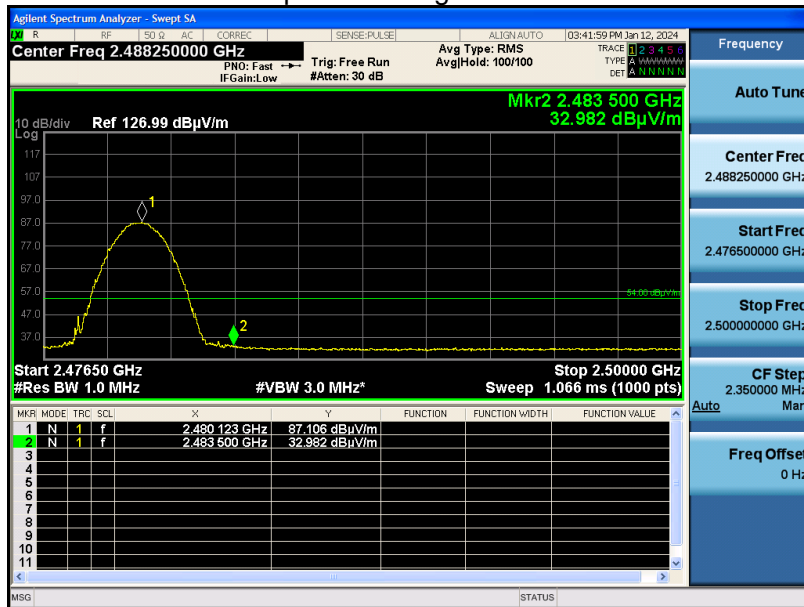 Agilent Spectrum Analyzer - Swept SA
LXI R RF 50 Ω AC CORREC SENSE:PULSE ALIGN AUTO 03:41:59 PM Jan 12, 2024
Center Freq 2.488250000 GHz
PNO: Fast
IFGain:Low
Trig: Free Run
#Atten: 30 dB
Avg Type: RMS
Avg|Hold: 100/100
TRACE 1 2 3 4 5 6
TYPE A WWWWW
DET A N N N N N
Mkr2 2.483 500 GHz
32.982 dBµV/m
10 dB/div
Log
Ref 126.99 dBµV/m
117
107
97.0
87.0
77.0
67.0
57.0
47.0
37.0
1
2
54.00 dBµV/m
Start 2.47650 GHz Stop 2.50000 GHz
#Res BW 1.0 MHz #VBW 3.0 MHz* Sweep 1.066 ms (1000 pts)
MKR MODE TRC SCL X Y FUNCTION FUNCTION WIDTH FUNCTION VALUE
1 N 1 f 2.480 123 GHz 87.106 dBµV/m
2 N 1 f 2.483 500 GHz 32.982 dBµV/m
3
4
5
6
7
8
9
10
11
MSG STATUS
Frequency
Auto Tune
Center Freq
2.488250000 GHz
Start Freq
2.476500000 GHz
Stop Freq
2.500000000 GHz
CF Step
2.350000 MHz
Auto Man
Freq Offset
0 Hz